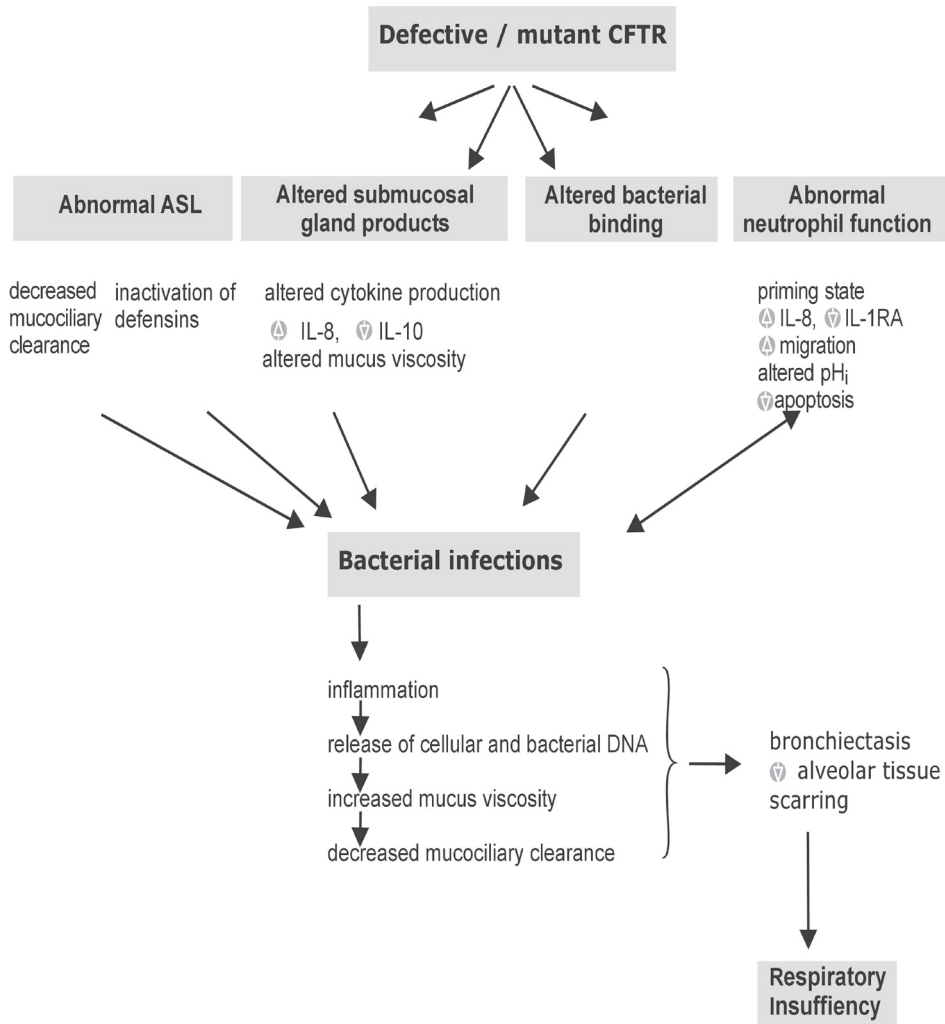 Defective / mutant CFTR
Abnormal ASL
Altered submucosal
gland products
Altered bacterial
binding
Abnormal
neutrophil function
decreased
mucociliary
clearance
inactivation of
defensins
altered cytokine production
IL-8, IL-10
altered mucus viscosity
priming state
IL-8, IL-1RA
migration
altered pHi
apoptosis
Bacterial infections
inflammation
release of cellular and bacterial DNA
increased mucus viscosity
decreased mucociliary clearance
bronchiectasis
alveolar tissue
scarring
Respiratory
Insuffiency